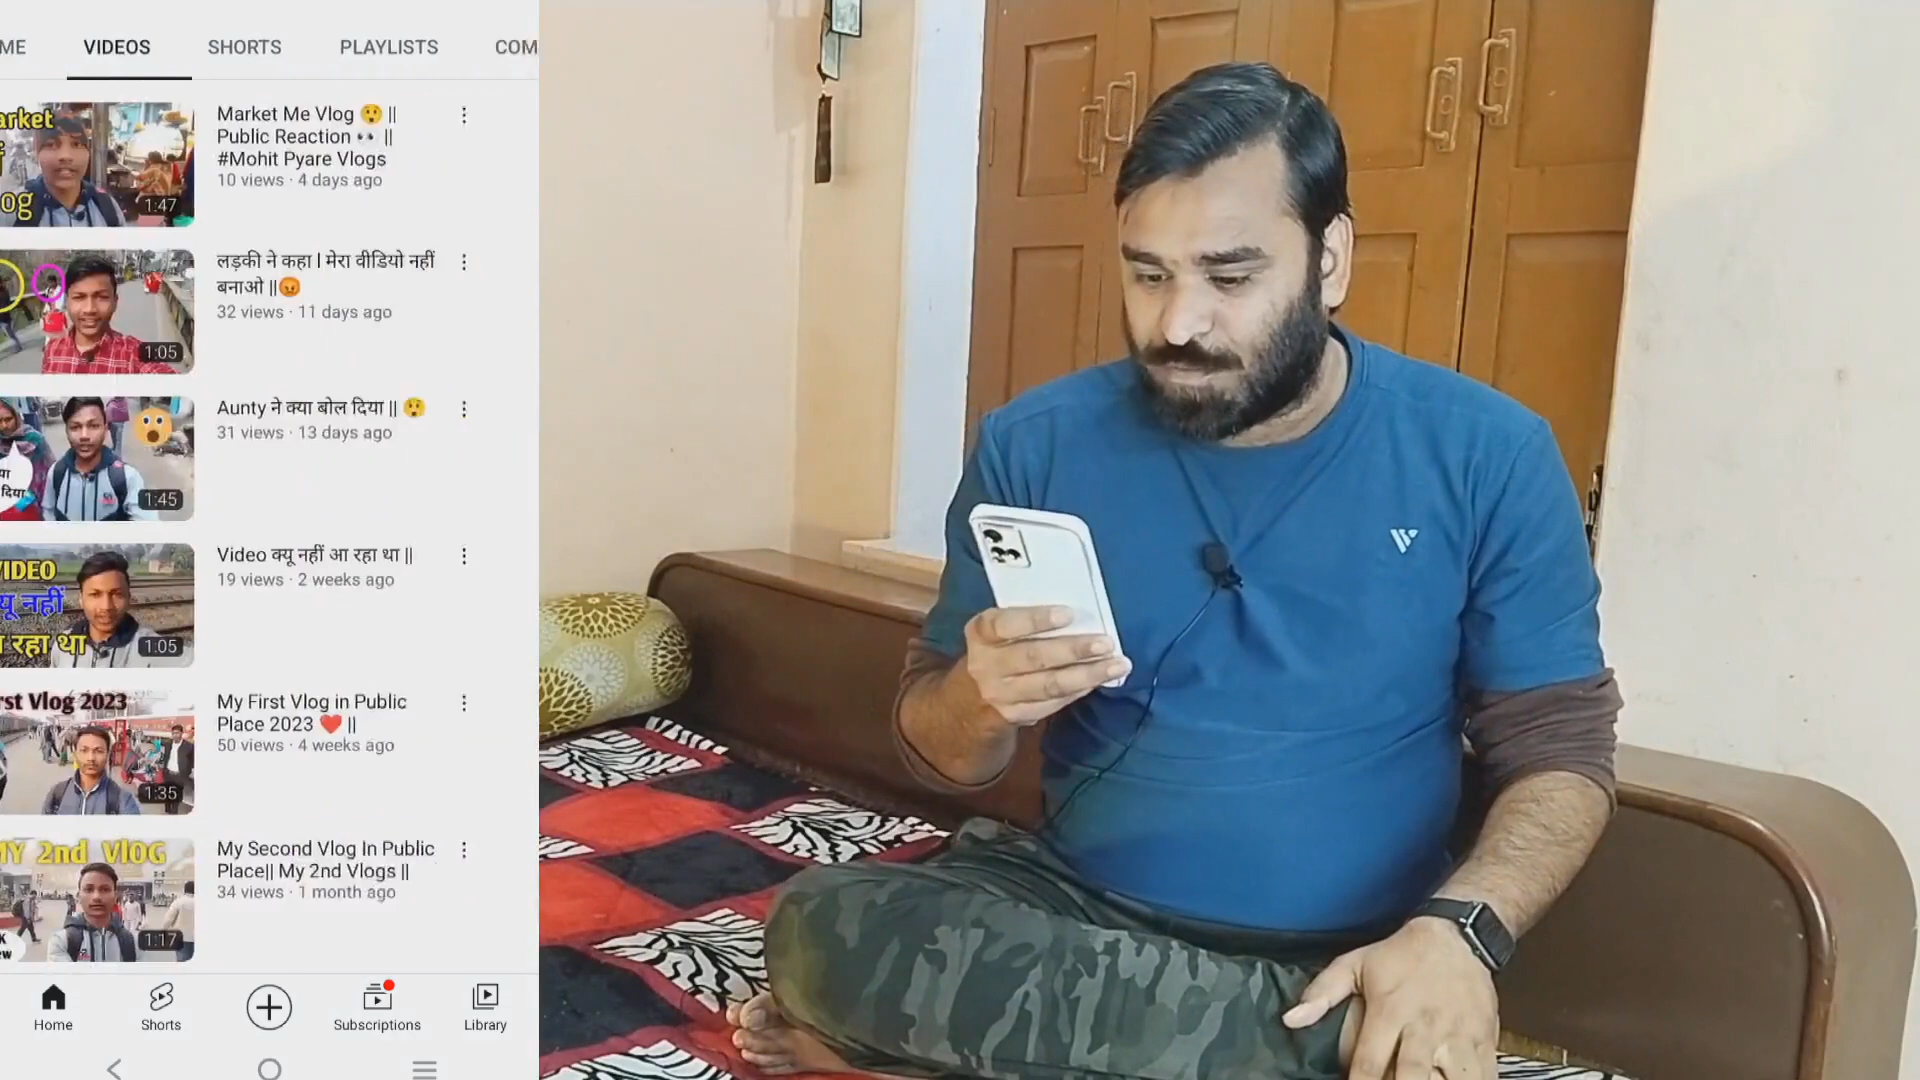 ME VIDEOS SHORTS PLAYLISTS COM
arket
og
1:47
Market Me Vlog 😲 ||
Public Reaction 👀 ||
#Mohit Pyare Vlogs
10 views · 4 days ago
1:05
लड़की ने कहा । मेरा वीडियो नहीं
बनाओ ||😡
32 views · 11 days ago
या
दिया
1:45
Aunty ने क्या बोल दिया || 😲
31 views · 13 days ago
IDEO
यू नहीं
रहा था
1:05
Video क्यू नहीं आ रहा था ||
19 views · 2 weeks ago
rst Vlog 2023
1:35
My First Vlog in Public
Place 2023 ❤️ ||
50 views · 4 weeks ago
MY 2nd VlOG
K
ew
1:17
My Second Vlog In Public
Place|| My 2nd Vlogs ||
34 views · 1 month ago
Home Shorts Subscriptions Library